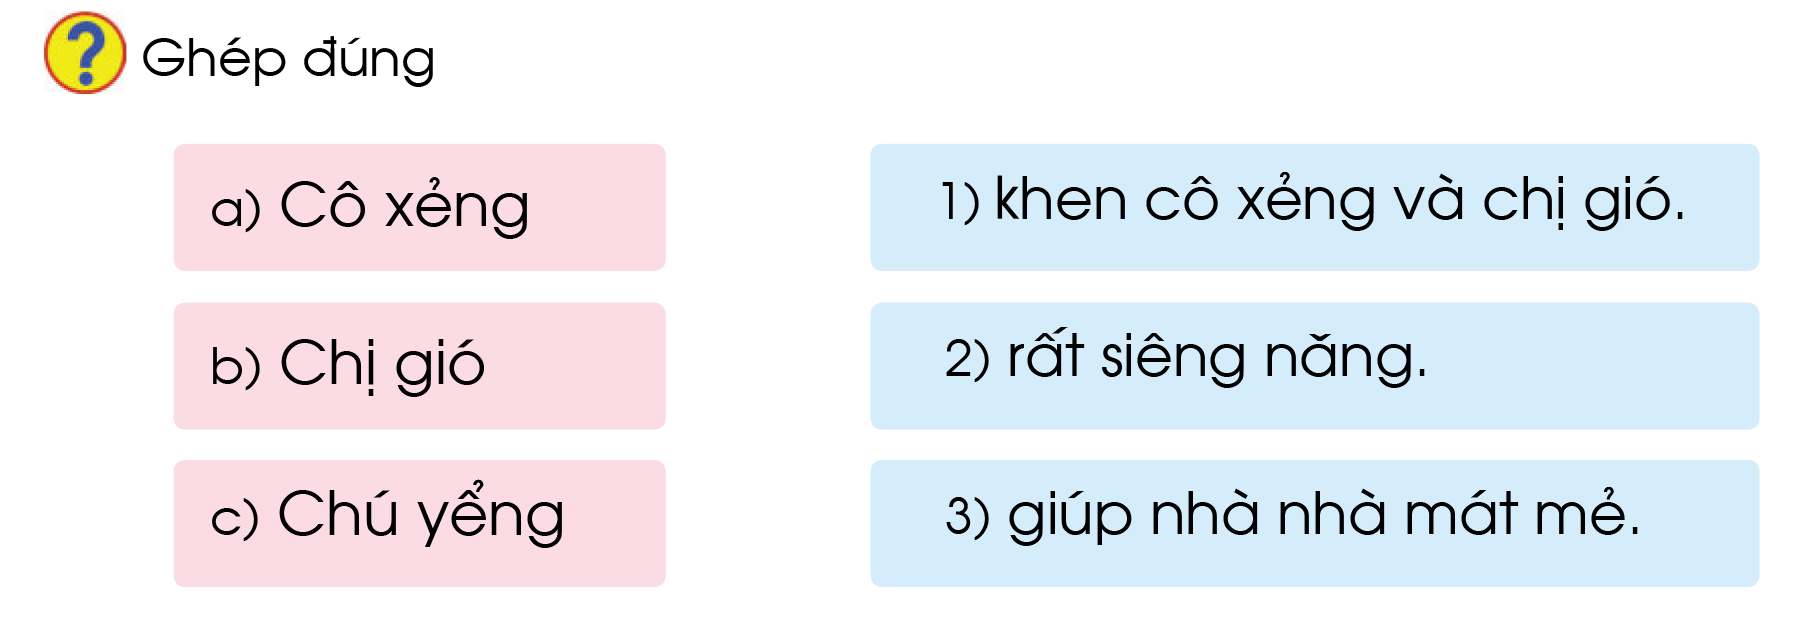 ?
Ghép đúng
a) Cô xẻng
1) khen cô xẻng và chị gió.
b) Chị gió
2) rất siêng năng.
c) Chú yểng
3) giúp nhà nhà mát mẻ.